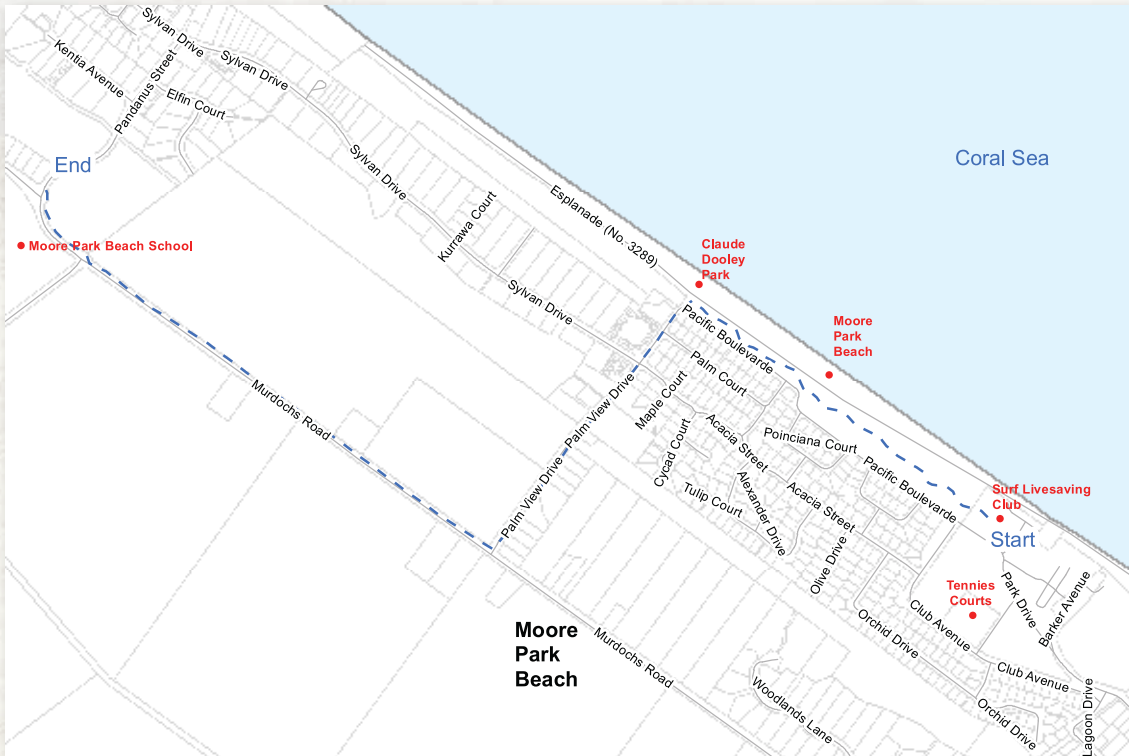 Sylvan Drive
Kentia Avenue
Pandanus Street
Sylvan Drive
Elfin Court
End
Sylvan Drive
Coral Sea
Moore Park Beach School
Kurrawa Court
Esplanade (No. 3289)
Claude
Dooley
Park
Sylvan Drive
Pacific Boulevarde
Moore
Park
Beach
Palm Court
Maple Court
Palm View Drive
Murdochs Road
Acacia Street
Poinciana Court
Cycad Court
Palm View Drive
Tulip Court
Alexander Drive
Acacia Street
Pacific Boulevarde
Surf Livesaving
Club
Start
Olive Drive
Tennies
Courts
Park Drive
Barker Avenue
Orchid Drive
Club Avenue
Moore
Park
Beach
Murdochs Road
Club Avenue
Woodlands Lane
Orchid Drive
Lagoon Drive